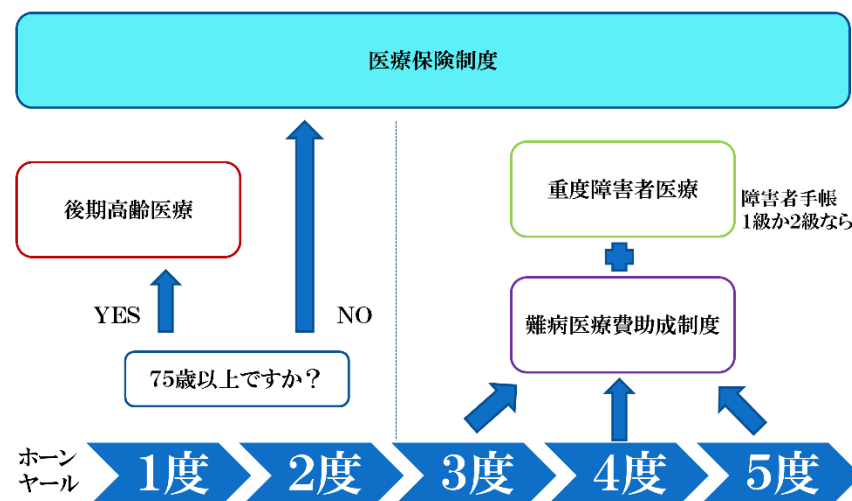 医療保険制度
後期高齢医療
重度障害者医療
障害者手帳
1級か2級なら
YES
NO
難病医療費助成制度
75歳以上ですか？
ホーン
ヤール
1度
2度
3度
4度
5度